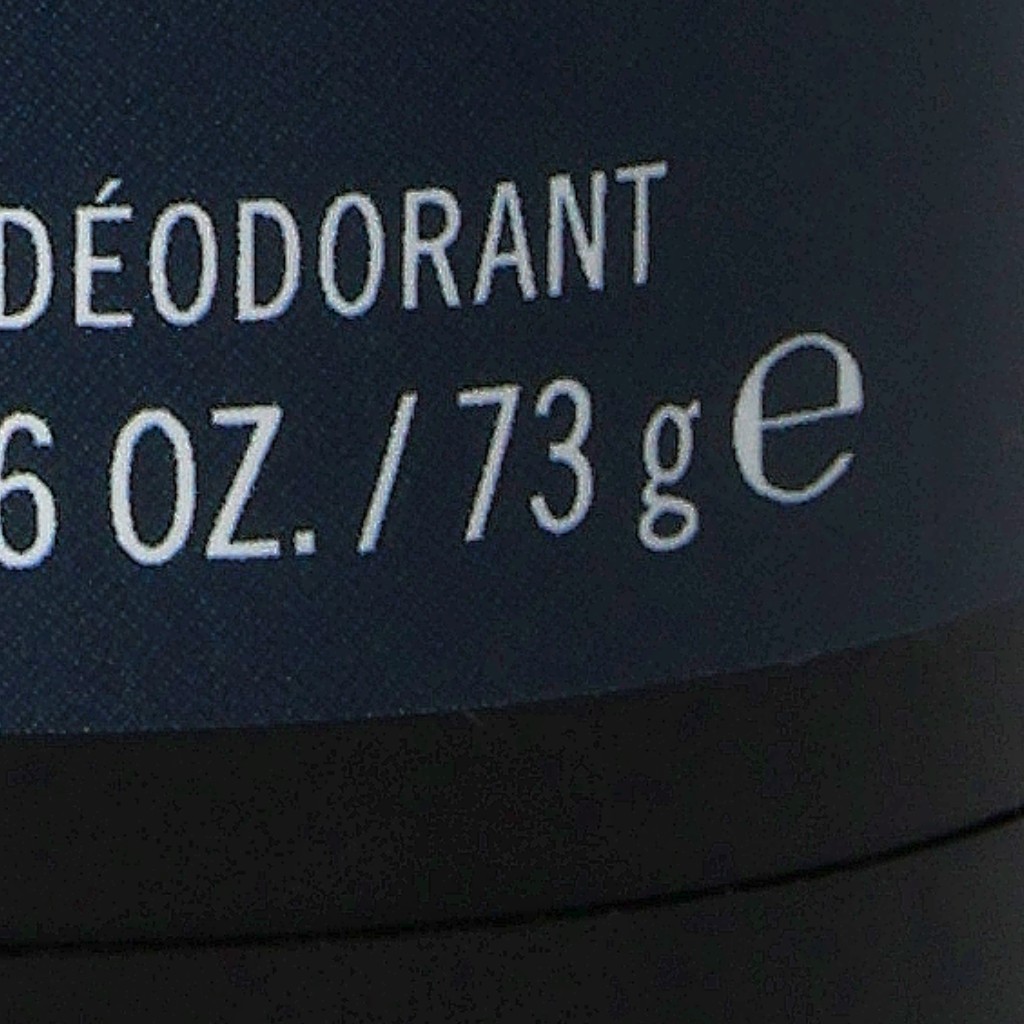 DÉODORANT
6 OZ. / 73 g ℮